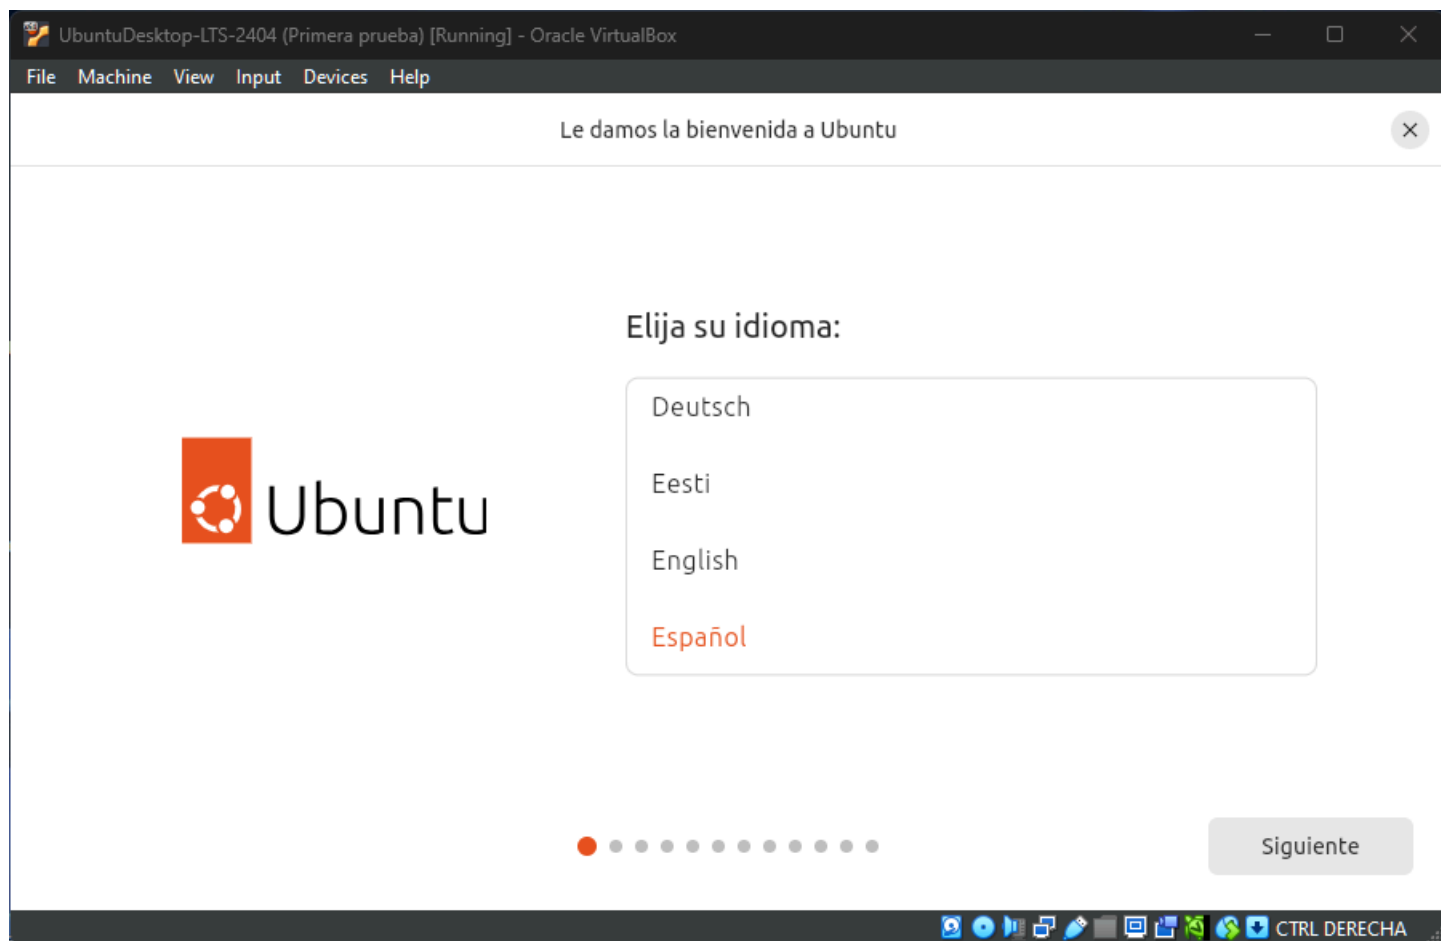 UbuntuDesktop-LTS-2404 (Primera prueba) [Running] - Oracle VirtualBox
File Machine View Input Devices Help
Le damos la bienvenida a Ubuntu
Elija su idioma:
Deutsch
Eesti
English
Español
Ubuntu
Siguiente
CTRL DERECHA